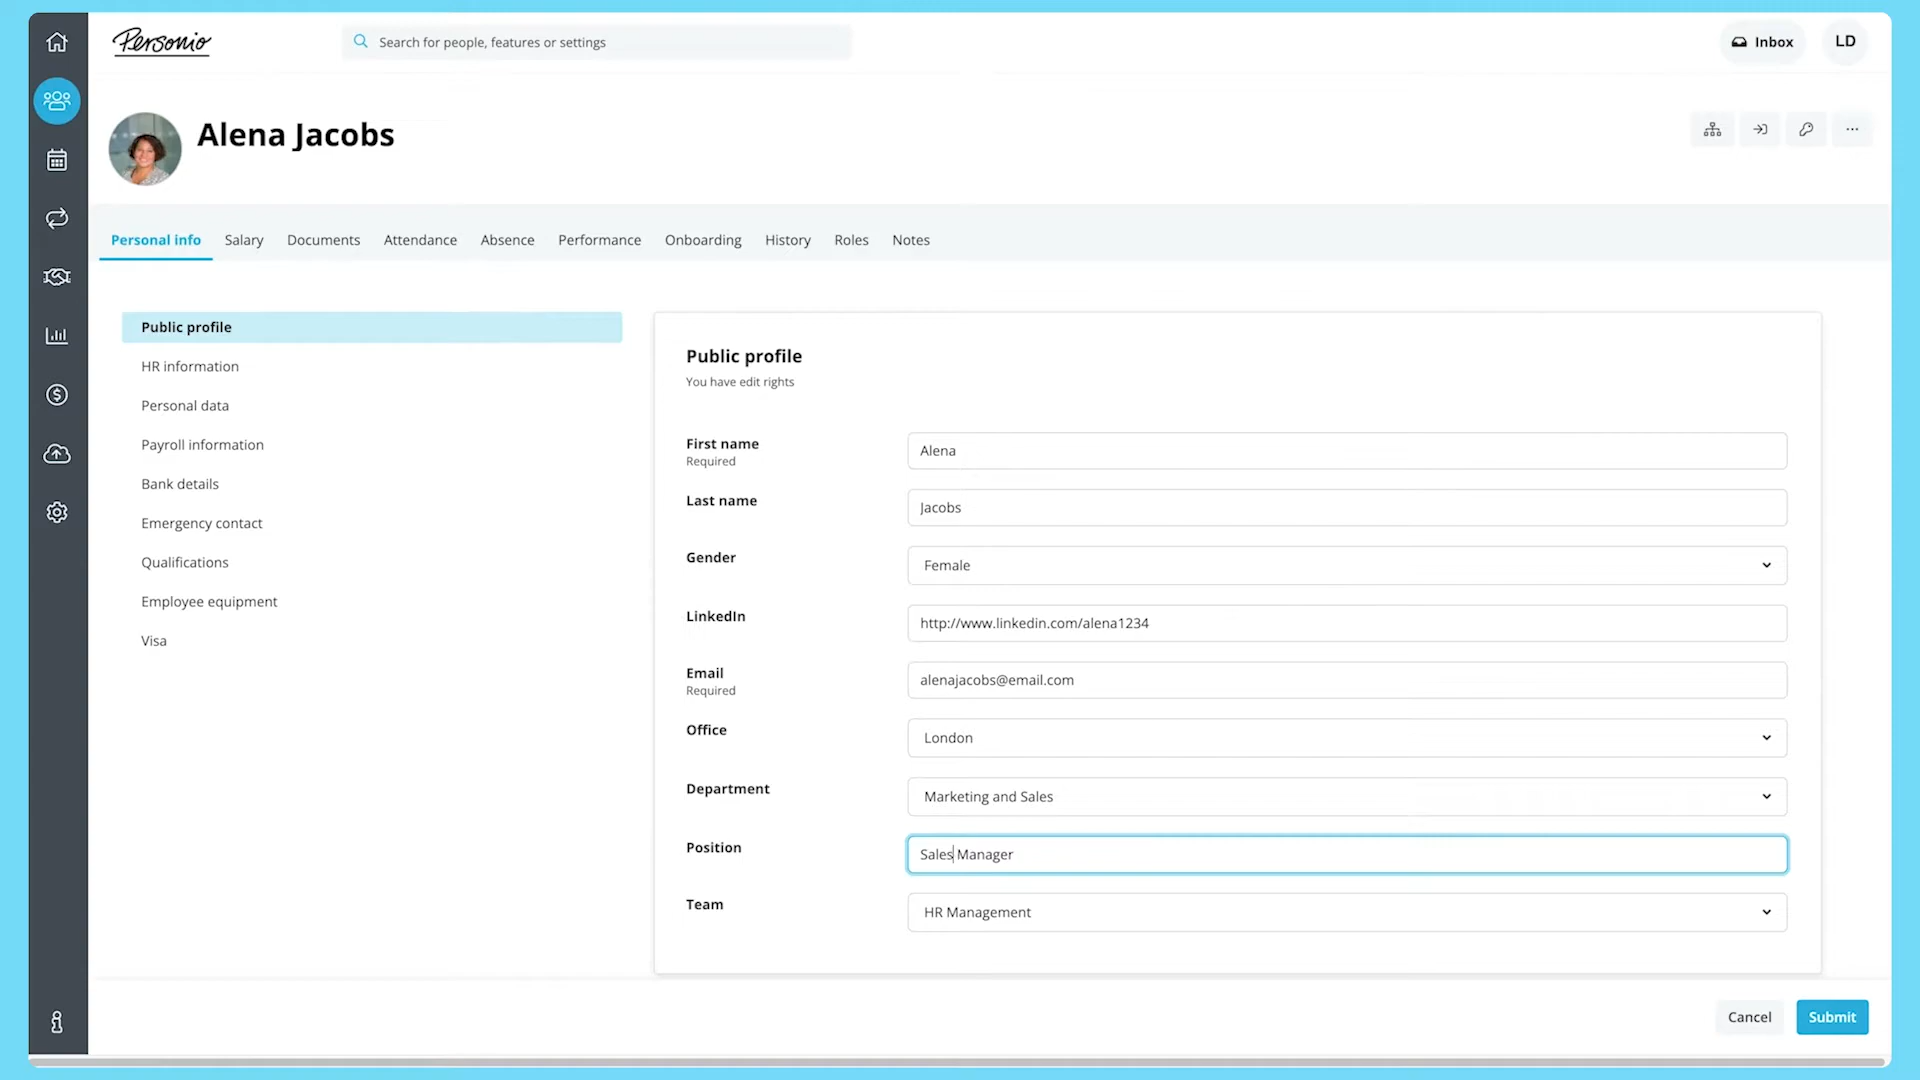 Personio
Search for people, features or settings
Inbox
LD
Alena Jacobs
Personal info
Salary
Documents
Attendance
Absence
Performance
Onboarding
History
Roles
Notes
Public profile
HR information
Personal data
Payroll information
Bank details
Emergency contact
Qualifications
Employee equipment
Visa
Public profile
You have edit rights
First name
Required
Alena
Last name
Jacobs
Gender
Female
LinkedIn
http://www.linkedin.com/alena1234
Email
Required
alenajacobs@email.com
Office
London
Department
Marketing and Sales
Position
Sales Manager
Team
HR Management
Cancel
Submit